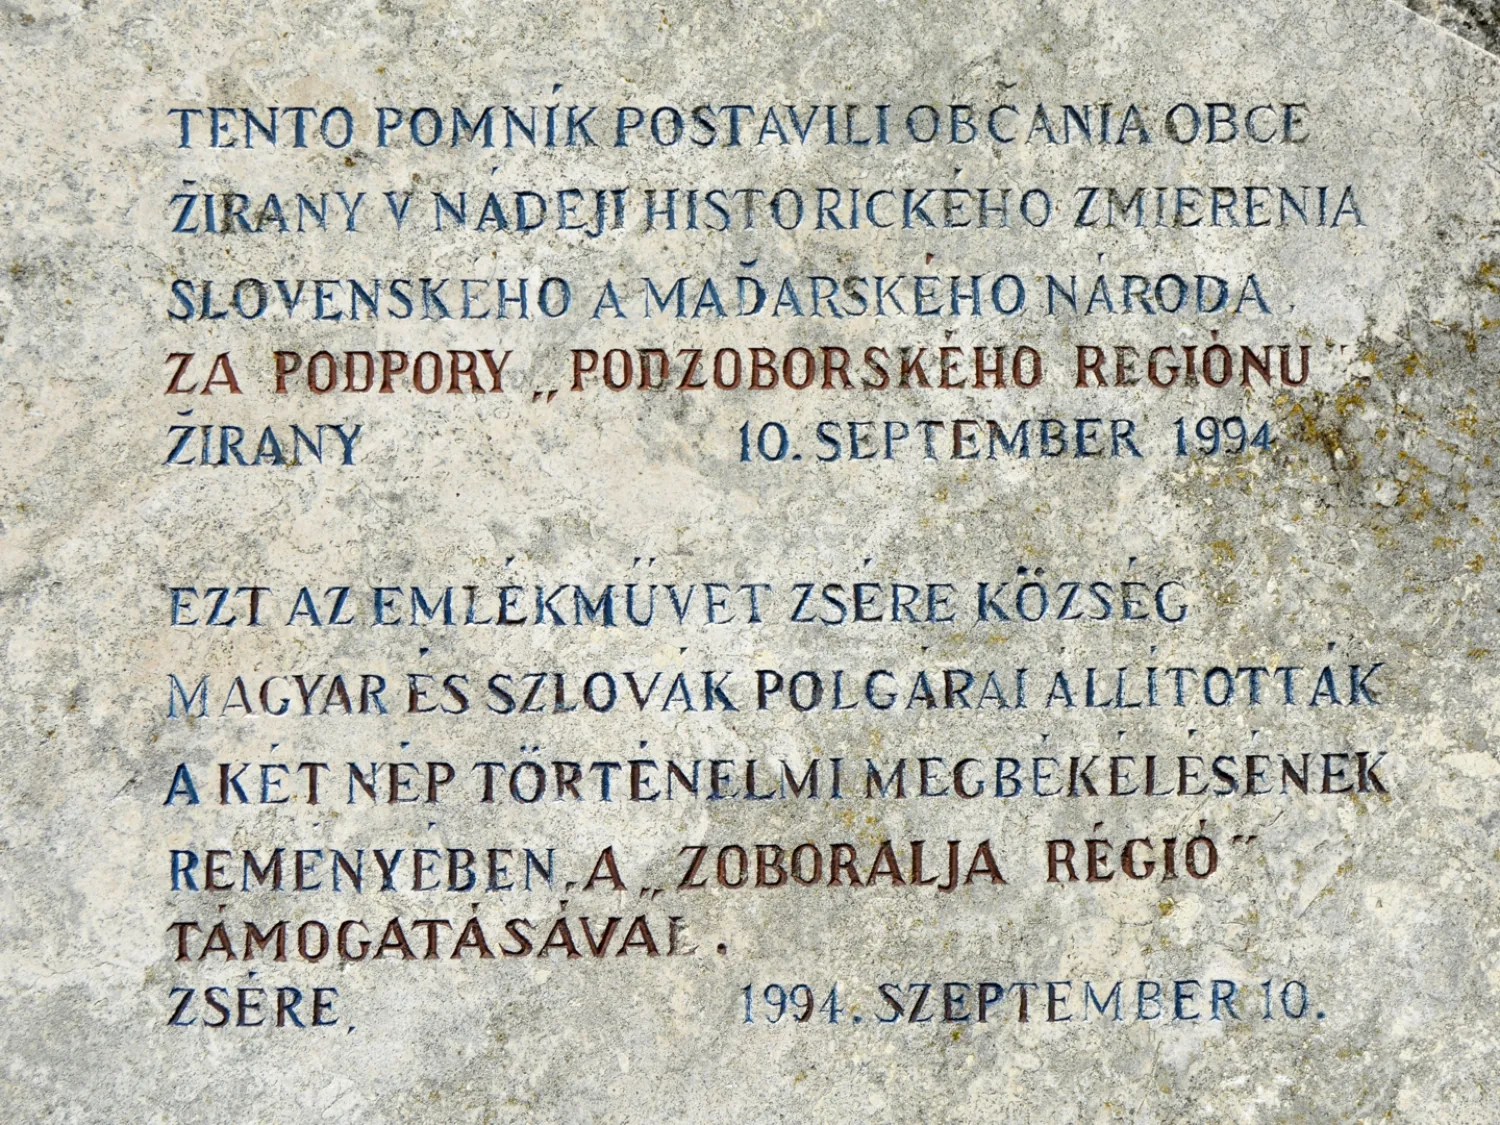 TENTO POMNÍK POSTAVILI OBČANIA OBCE
ŽIRANY V NÁDEJI HISTORICKÉHO ZMIERENIA
SLOVENSKÉHO A MAĎARSKÉHO NÁRODA.
ZA PODPORY „PODZOBORSKÉHO REGIÓNU"
ŽIRANY 10. SEPTEMBER 1994
EZT AZ EMLÉKMŰVET ZSÉRE KÖZSÉG
MAGYAR ÉS SZLOVÁK POLGÁRAI ÁLLÍTOTTÁK
A KÉT NÉP TÖRTÉNELMI MEGBÉKÉLÉSÉNEK
REMÉNYÉBEN, A „ZOBORALJA RÉGIÓ"
TÁMOGATÁSÁVAL.
ZSÉRE, 1994. SZEPTEMBER 10.